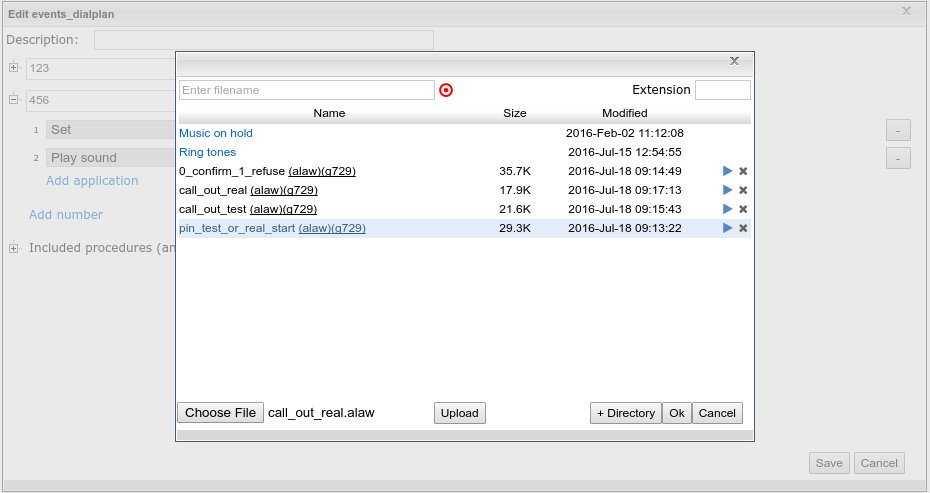 Edit events_dialplan X
Description:
123
456
1 Set -
2 Play sound -
Add application
Add number
Included procedures (an
X
Enter filename Extension
Name Size Modified
Music on hold 2016-Feb-02 11:12:08
Ring tones 2016-Jul-15 12:54:55
0_confirm_1_refuse (alaw)(g729) 35.7K 2016-Jul-18 09:14:49
call_out_real (alaw)(g729) 17.9K 2016-Jul-18 09:17:13
call_out_test (alaw)(g729) 21.6K 2016-Jul-18 09:15:43
pin_test_or_real_start (alaw)(g729) 29.3K 2016-Jul-18 09:13:22
Choose File call_out_real.alaw Upload + Directory Ok Cancel
Save Cancel